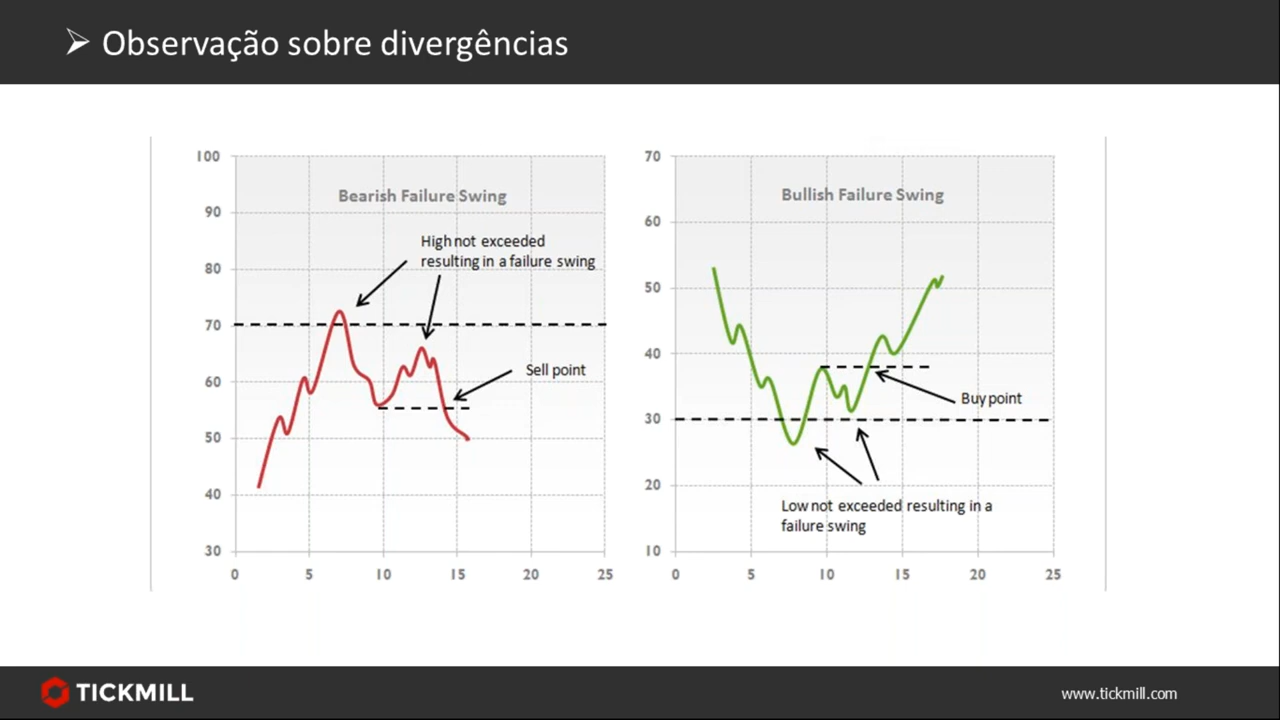 Observação sobre divergências
100
90
80
70
60
50
40
30
0
5
10
15
20
25
Bearish Failure Swing
High not exceeded
resulting in a failure swing
Sell point
70
60
50
40
30
20
10
0
5
10
15
20
25
Bullish Failure Swing
Buy point
Low not exceeded resulting in a
failure swing
TICKMILL
www.tickmill.com